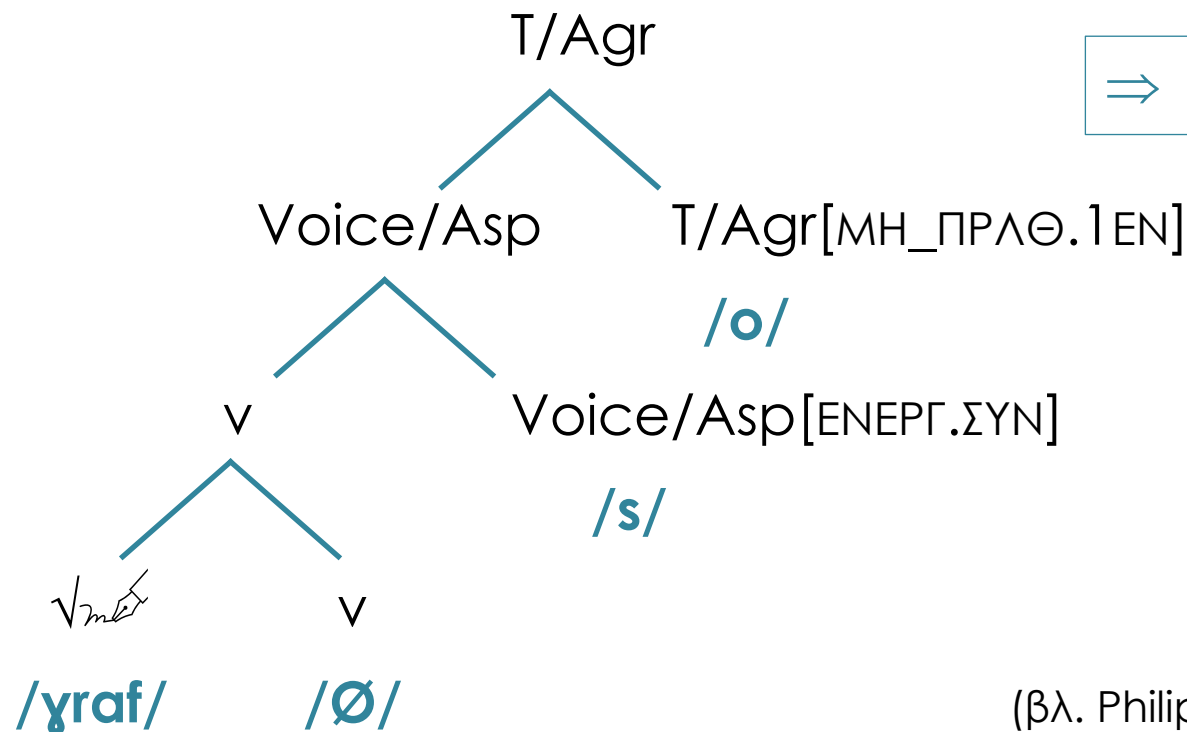 T/Agr
⇒
Voice/Asp T/Agr[ΜΗ_ΠΡΛΘ.1ΕΝ]
/o/
v Voice/Asp[ΕΝΕΡΓ.ΣΥΝ]
/s/
√ v
/ɣraf/ /Ø/
(βλ. Philip